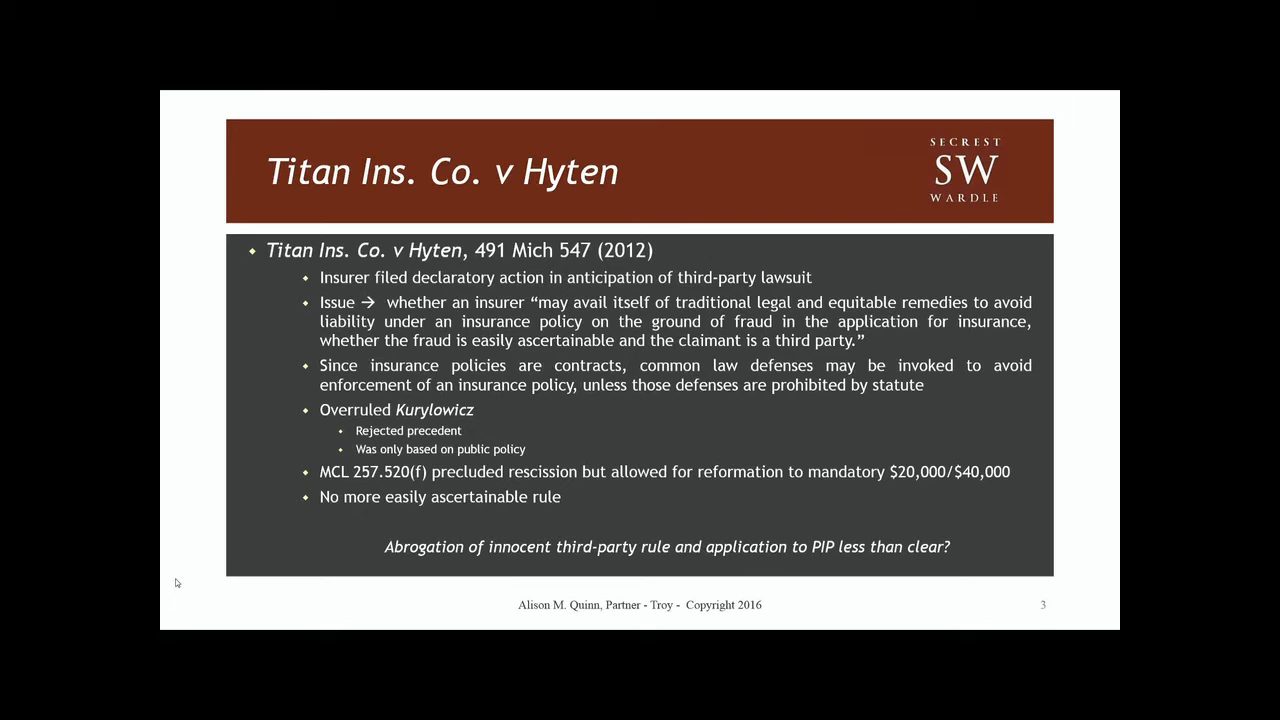 Titan Ins. Co. v Hyten
SECREST
SW
WARDLE
Titan Ins. Co. v Hyten, 491 Mich 547 (2012)
Insurer filed declaratory action in anticipation of third-party lawsuit
Issue → whether an insurer “may avail itself of traditional legal and equitable remedies to avoid
liability under an insurance policy on the ground of fraud in the application for insurance,
whether the fraud is easily ascertainable and the claimant is a third party.”
Since insurance policies are contracts, common law defenses may be invoked to avoid
enforcement of an insurance policy, unless those defenses are prohibited by statute
Overruled Kurylowicz
Rejected precedent
Was only based on public policy
MCL 257.520(f) precluded rescission but allowed for reformation to mandatory $20,000/$40,000
No more easily ascertainable rule
Abrogation of innocent third-party rule and application to PIP less than clear?
Alison M. Quinn, Partner - Troy - Copyright 2016
3